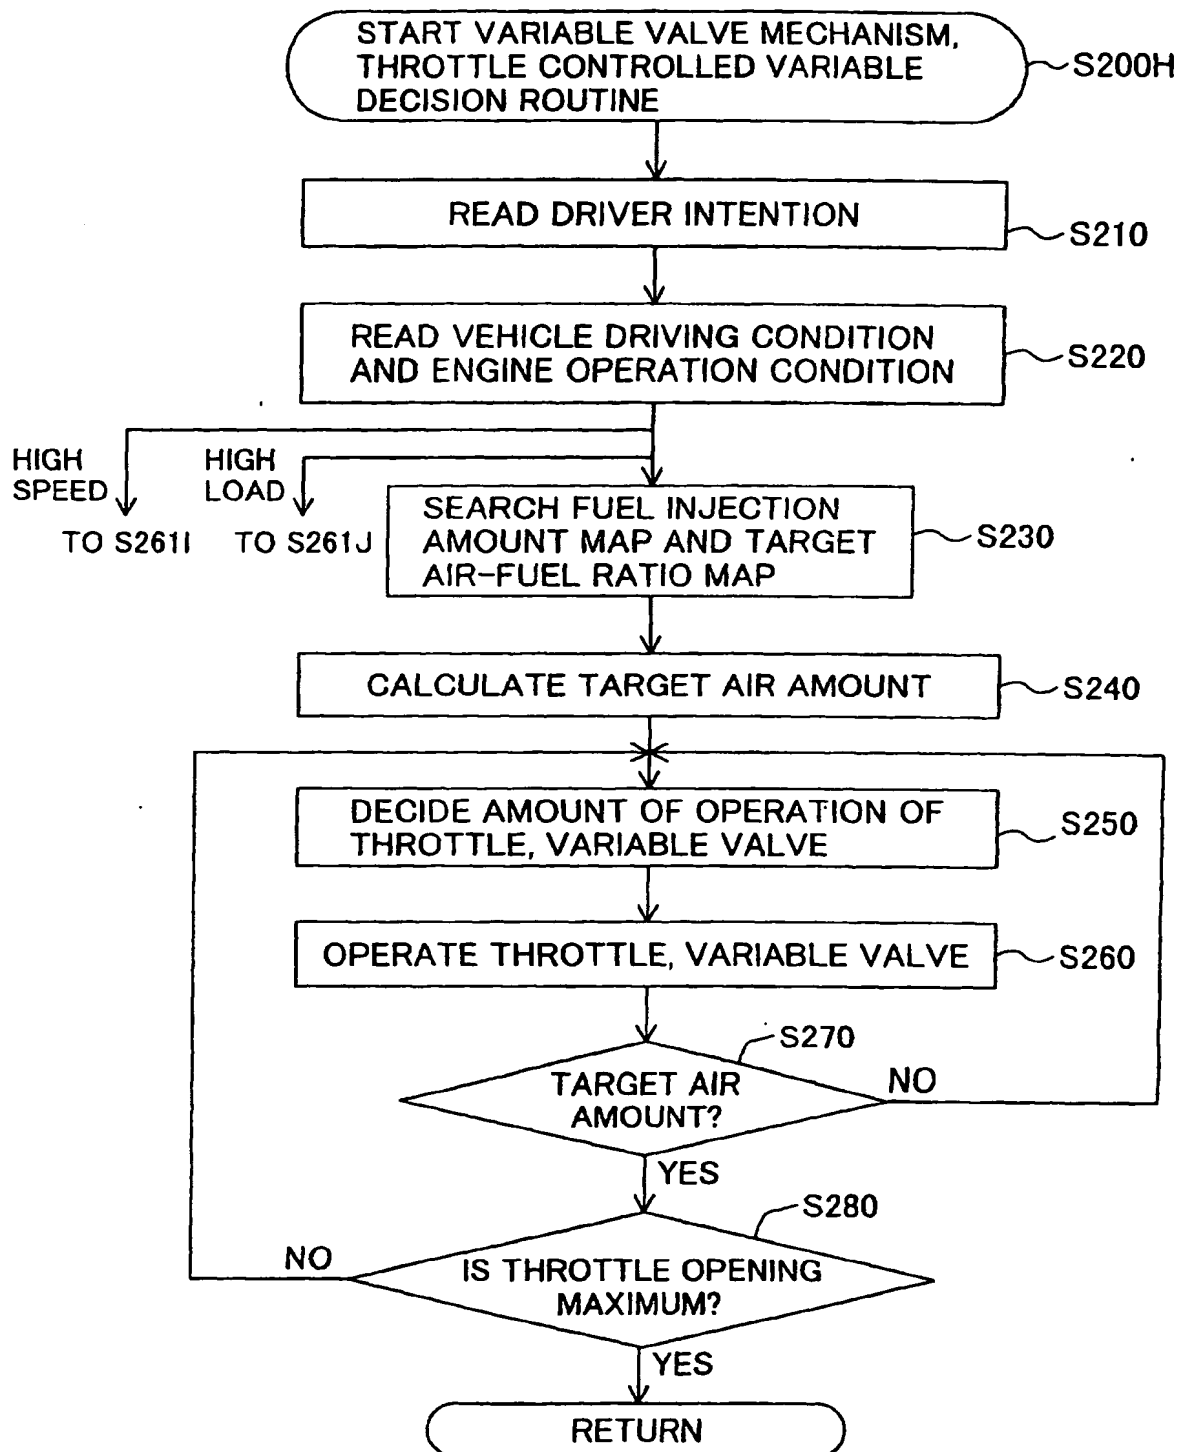 START VARIABLE VALVE MECHANISM,
THROTTLE CONTROLLED VARIABLE
DECISION ROUTINE
S200H
READ DRIVER INTENTION
S210
READ VEHICLE DRIVING CONDITION
AND ENGINE OPERATION CONDITION
S220
HIGH
SPEED
HIGH
LOAD
TO S261I
TO S261J
SEARCH FUEL INJECTION
AMOUNT MAP AND TARGET
AIR-FUEL RATIO MAP
S230
CALCULATE TARGET AIR AMOUNT
S240
DECIDE AMOUNT OF OPERATION OF
THROTTLE, VARIABLE VALVE
S250
OPERATE THROTTLE, VARIABLE VALVE
S260
S270
TARGET AIR
AMOUNT?
NO
YES
S280
NO
IS THROTTLE OPENING
MAXIMUM?
YES
RETURN